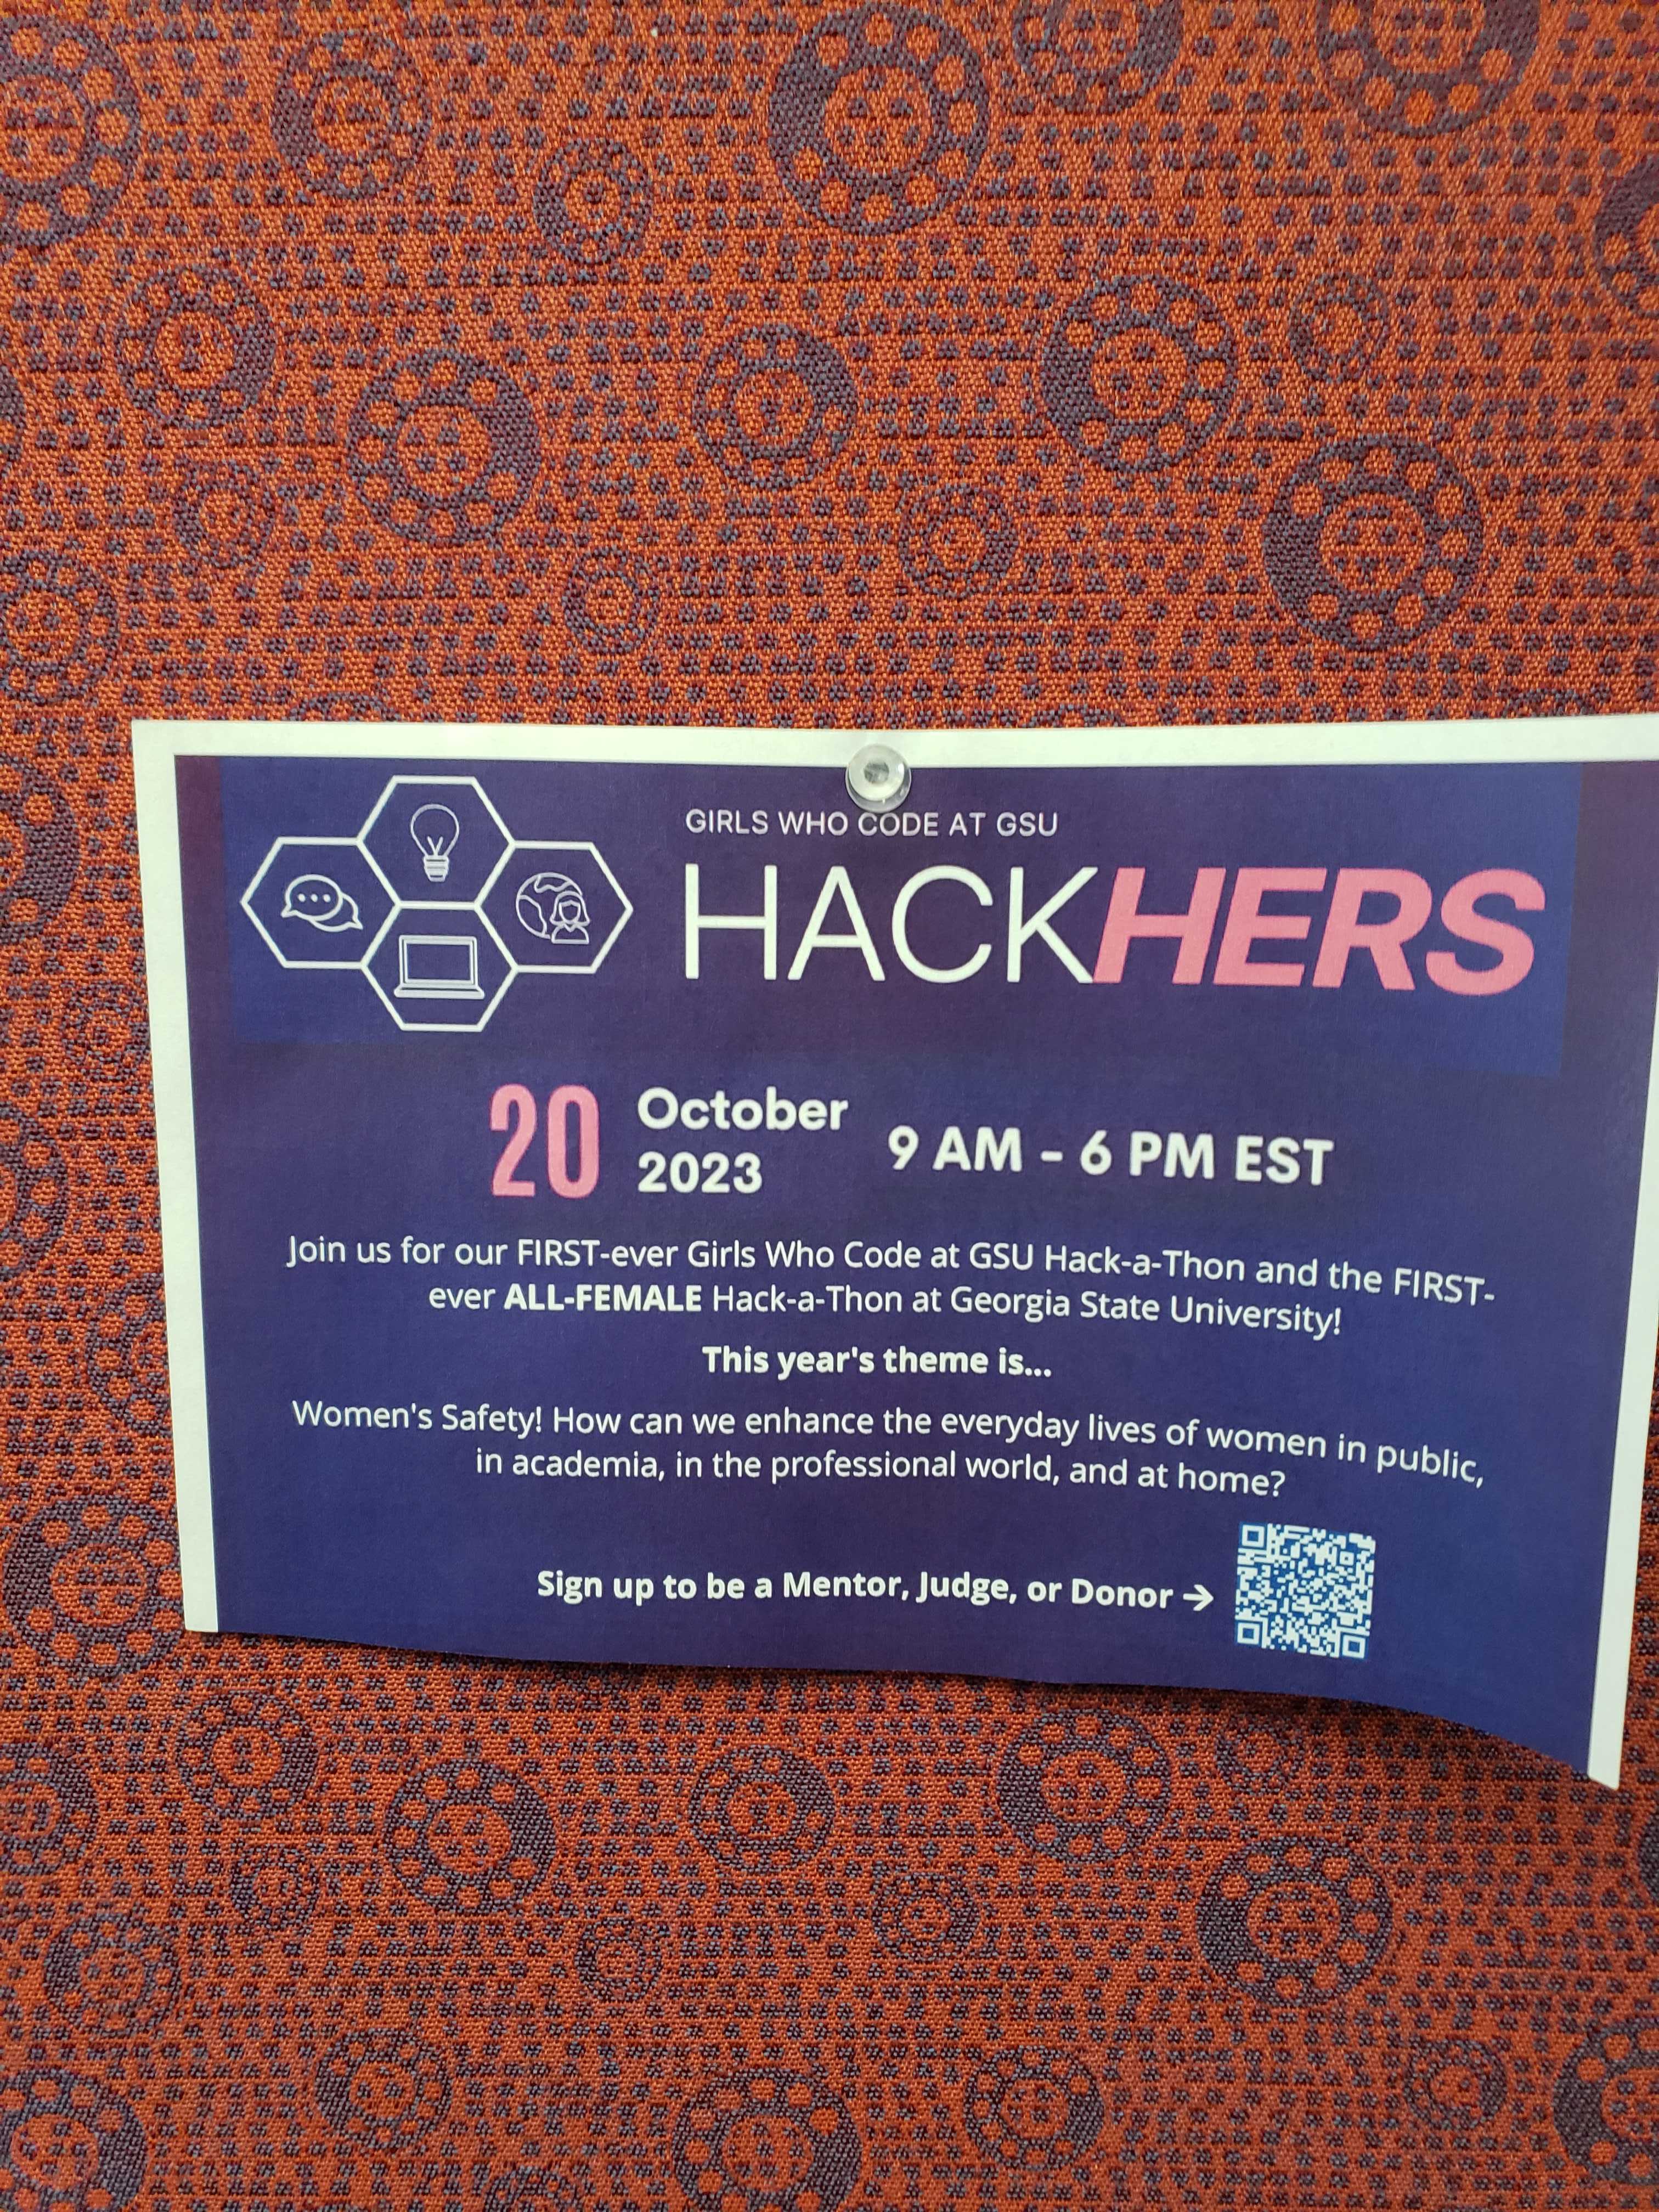 GIRLS WHO CODE AT GSU
HACKHERS
20 October
2023
9 AM - 6 PM EST
Join us for our FIRST-ever Girls Who Code at GSU Hack-a-Thon and the FIRST-
ever ALL-FEMALE Hack-a-Thon at Georgia State University!
This year's theme is...
Women's Safety! How can we enhance the everyday lives of women in public,
in academia, in the professional world, and at home?
Sign up to be a Mentor, Judge, or Donor →